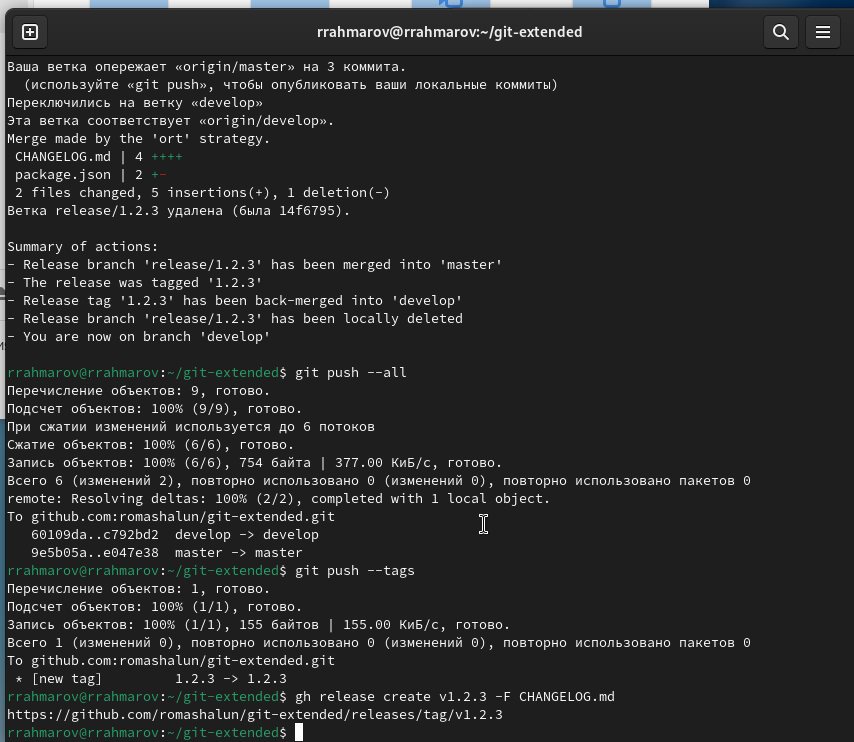 rrahmarov@rrahmarov:~/git-extended
Ваша ветка опережает «origin/master» на 3 коммита.
  (используйте «git push», чтобы опубликовать ваши локальные коммиты)
Переключились на ветку «develop»
Эта ветка соответствует «origin/develop».
Merge made by the 'ort' strategy.
 CHANGELOG.md | 4 ++++
 package.json | 2 +-
 2 files changed, 5 insertions(+), 1 deletion(-)
Ветка release/1.2.3 удалена (была 14f6795).

Summary of actions:
- Release branch 'release/1.2.3' has been merged into 'master'
- The release was tagged '1.2.3'
- Release tag '1.2.3' has been back-merged into 'develop'
- Release branch 'release/1.2.3' has been locally deleted
- You are now on branch 'develop'

rrahmarov@rrahmarov:~/git-extended$ git push --all
Перечисление объектов: 9, готово.
Подсчет объектов: 100% (9/9), готово.
При сжатии изменений используется до 6 потоков
Сжатие объектов: 100% (6/6), готово.
Запись объектов: 100% (6/6), 754 байта | 377.00 КиБ/с, готово.
Всего 6 (изменений 2), повторно использовано 0 (изменений 0), повторно использовано пакетов 0
remote: Resolving deltas: 100% (2/2), completed with 1 local object.
To github.com:romashalun/git-extended.git
   60109da..c792bd2  develop -> develop
   9e5b05a..e047e38  master -> master
rrahmarov@rrahmarov:~/git-extended$ git push --tags
Перечисление объектов: 1, готово.
Подсчет объектов: 100% (1/1), готово.
Запись объектов: 100% (1/1), 155 байтов | 155.00 КиБ/с, готово.
Всего 1 (изменений 0), повторно использовано 0 (изменений 0), повторно использовано пакетов 0
To github.com:romashalun/git-extended.git
 * [new tag]         1.2.3 -> 1.2.3
rrahmarov@rrahmarov:~/git-extended$ gh release create v1.2.3 -F CHANGELOG.md
https://github.com/romashalun/git-extended/releases/tag/v1.2.3
rrahmarov@rrahmarov:~/git-extended$